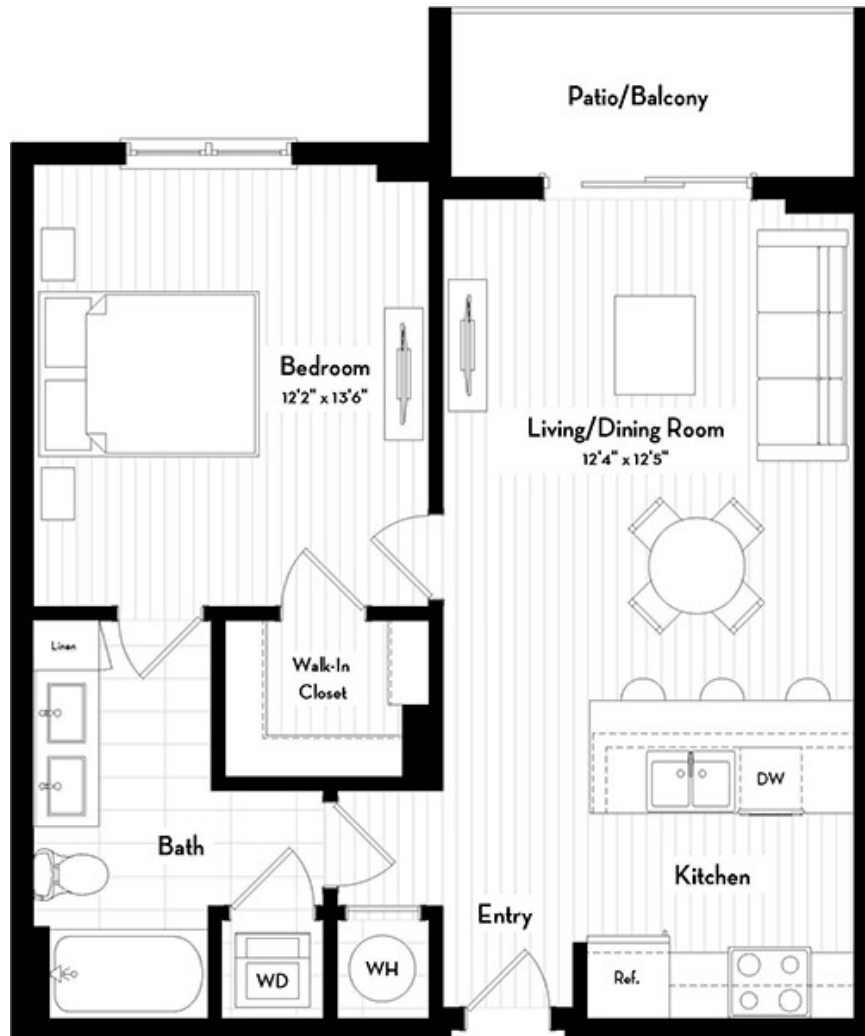 Patio/Balcony
Bedroom
12'2" x 13'6"
Living/Dining Room
12'4" x 12'5"
Linen
Walk-In
Closet
DW
Bath
Kitchen
Entry
WD
WH
Ref.